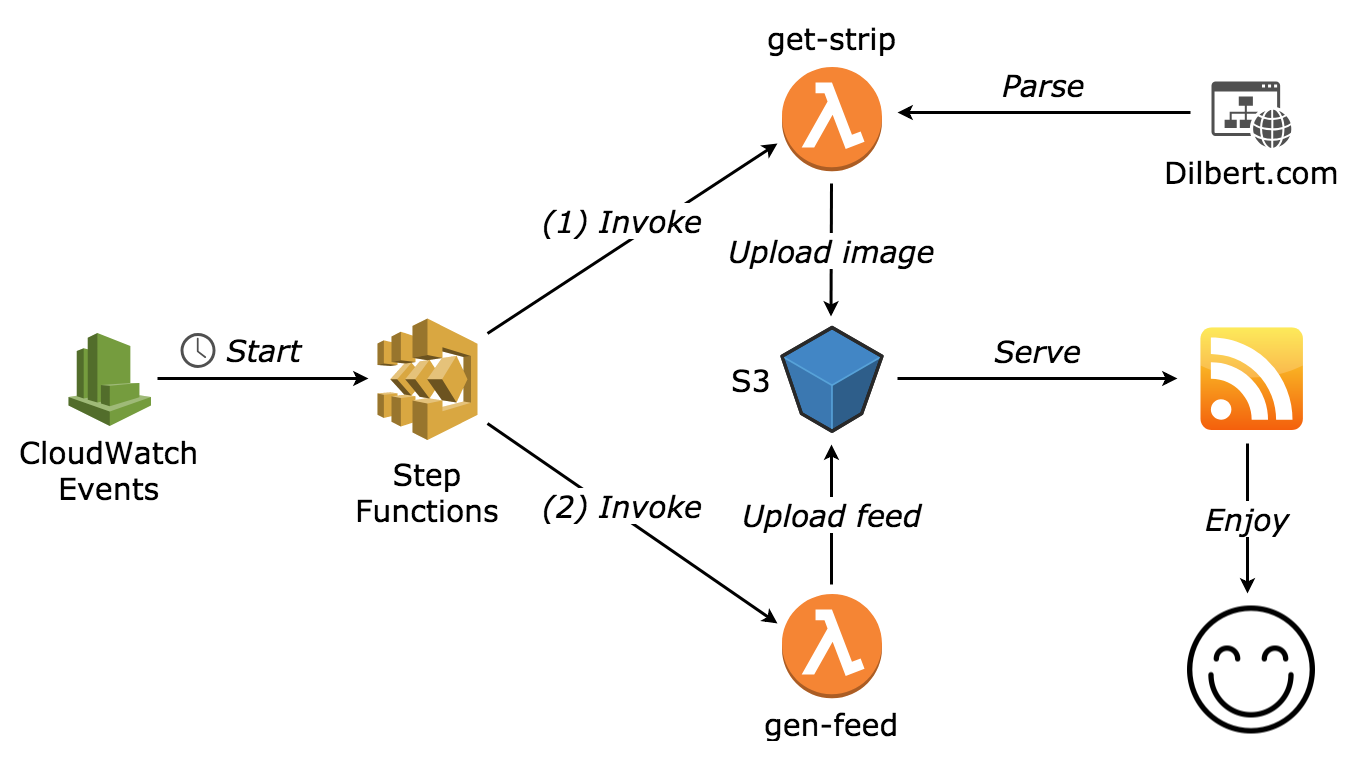 get-strip
Parse
Dilbert.com
(1) Invoke
Upload image
Start
S3
Serve
CloudWatch
Events
Step
Functions
(2) Invoke
Upload feed
Enjoy
gen-feed